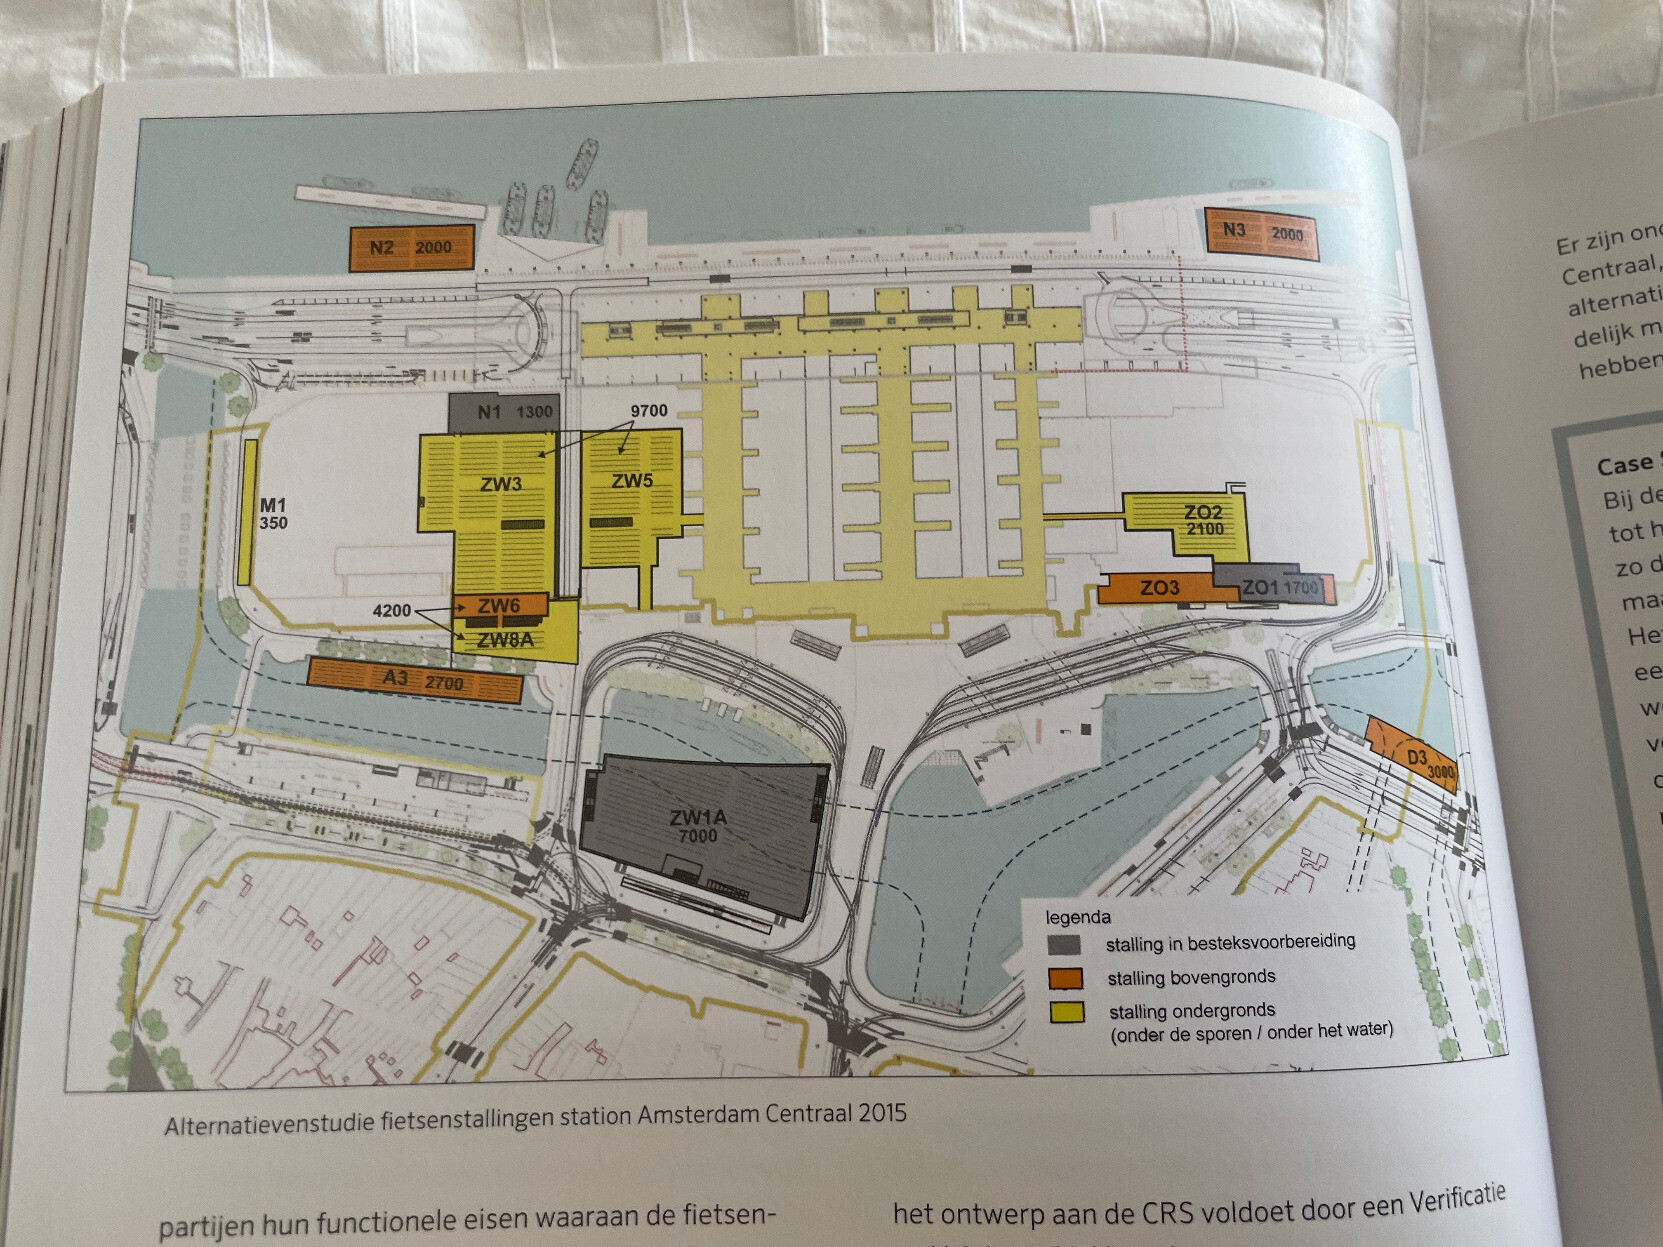 N2 2000
N3 2000
N1 1300
9700
ZW3
ZW5
M1
350
ZO2
2100
ZO3
ZO1 1700
4200
ZW6
ZW8A
A3 2700
D3
3000
ZW1A
7000
legenda
stalling in besteksvoorbereiding
stalling bovengronds
stalling ondergronds
(onder de sporen / onder het water)
Alternatievenstudie fietsenstallingen station Amsterdam Centraal 2015
partijen hun functionele eisen waaraan de fietsen-
het ontwerp aan de CRS voldoet door een Verificatie
Er zijn
Centraal,
alternati
delijk m
hebben
Case
Bij de
tot h
zo d
maa
He
ee
w
v